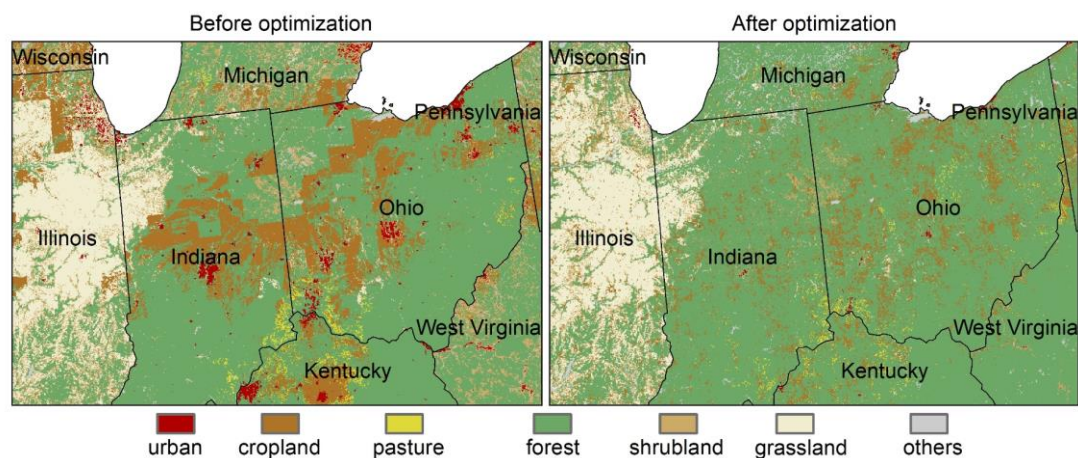 Before optimization
After optimization
Wisconsin
Michigan
Pennsylvania
Ohio
Illinois
Indiana
West Virginia
Kentucky
Wisconsin
Michigan
Pennsylvania
Ohio
Illinois
Indiana
West Virginia
Kentucky
urban
cropland
pasture
forest
shrubland
grassland
others